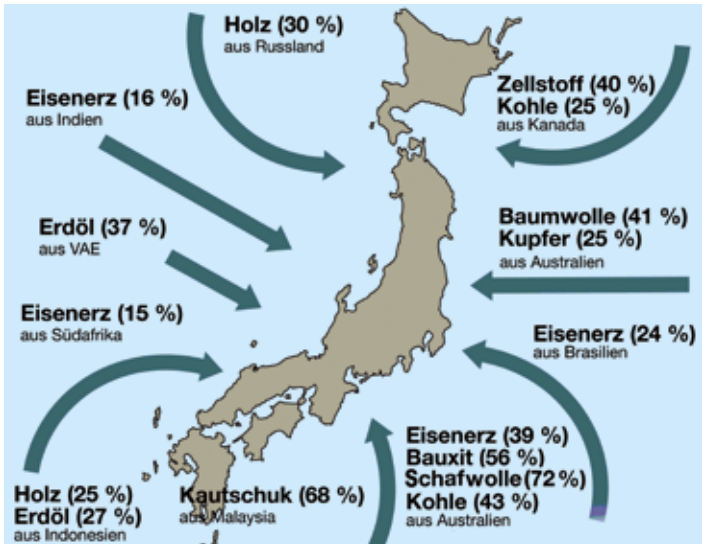 Holz (30 %)
aus Russland
Zellstoff (40 %)
Kohle (25 %)
aus Kanada
Eisenerz (16 %)
aus Indien
Erdöl (37 %)
aus VAE
Baumwolle (41 %)
Kupfer (25 %)
aus Australien
Eisenerz (15 %)
aus Südafrika
Eisenerz (24 %)
aus Brasilien
Eisenerz (39 %)
Bauxit (56 %)
Schafwolle (72 %)
Kohle (43 %)
aus Australien
Holz (25 %)
Erdöl (27 %)
aus Indonesien
Kautschuk (68 %)
aus Malaysia